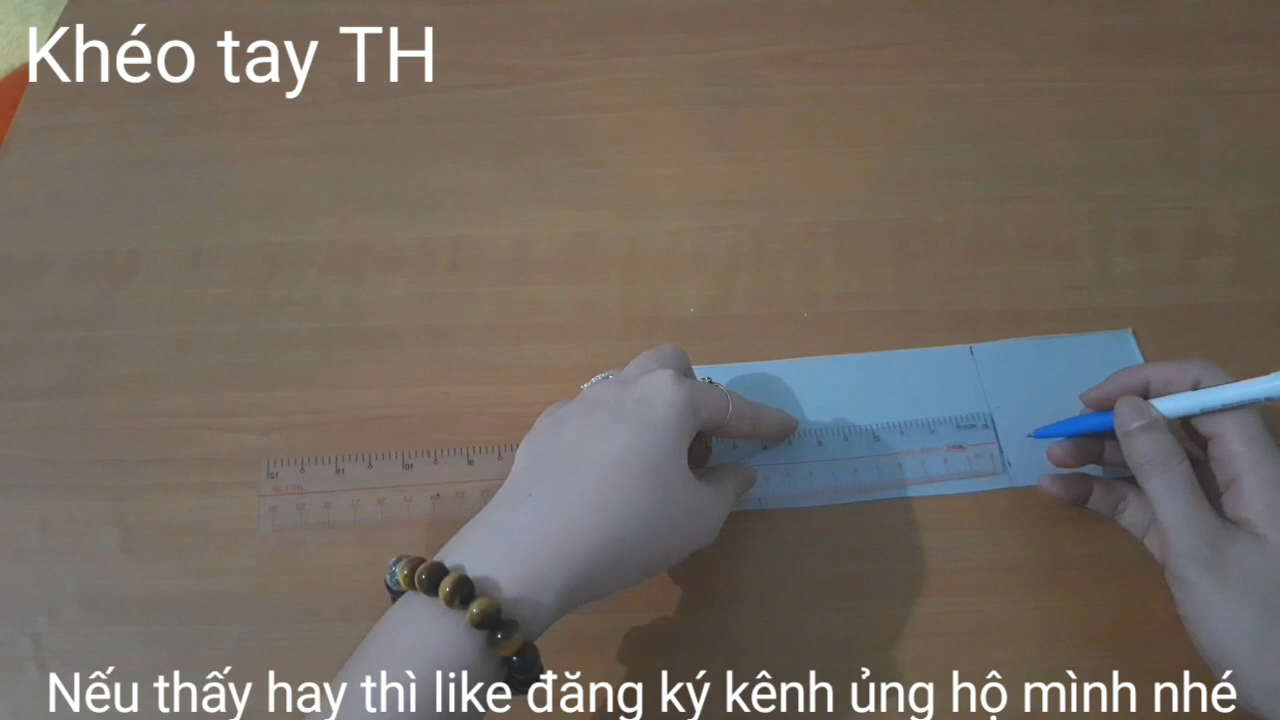 Khéo tay TH
Nếu thấy hay thì like đăng ký kênh ủng hộ mình nhé